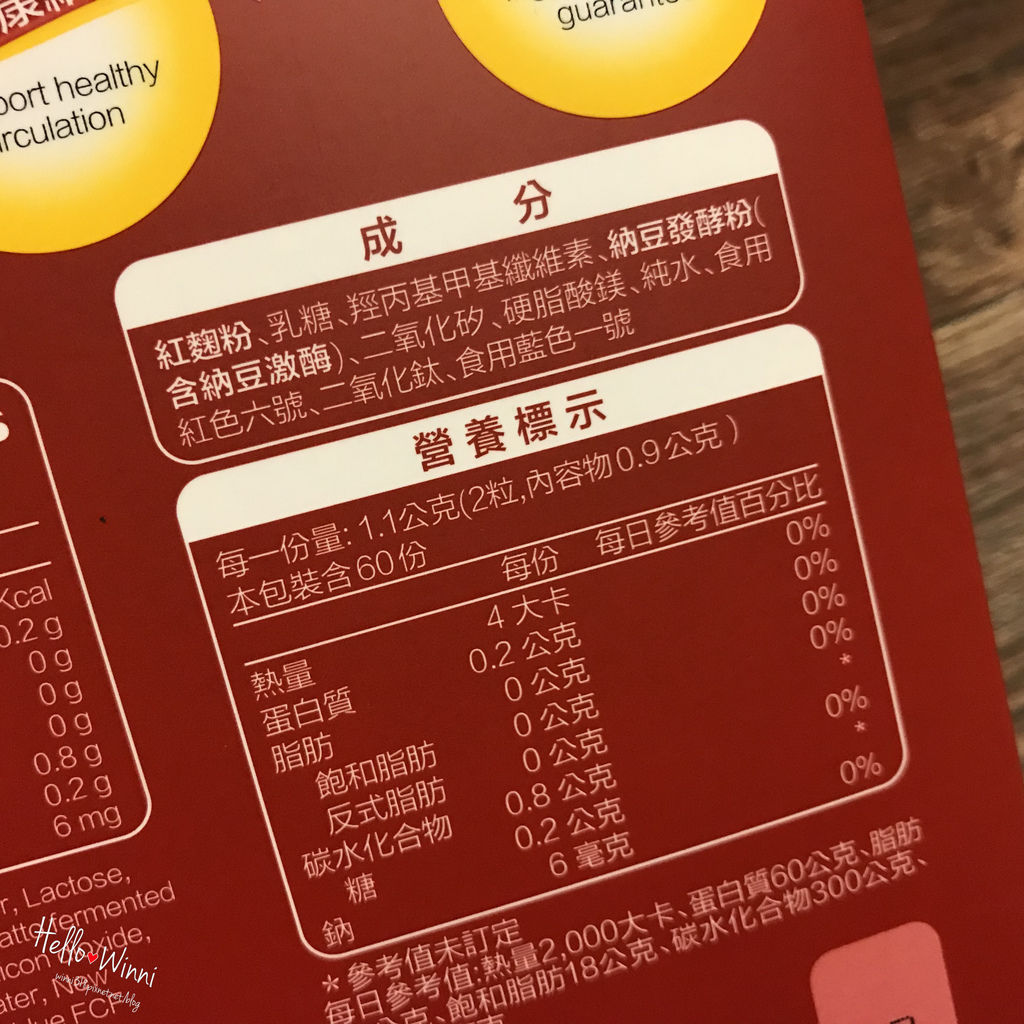 port healthy
circulation
guarante
成 分
紅麴粉、乳糖、羥丙基甲基纖維素、納豆發酵粉(
含納豆激酶)、二氧化矽、硬脂酸鎂、純水、食用
紅色六號、二氧化鈦、食用藍色一號
營養標示
每一份量: 1.1公克(2粒,內容物0.9公克)
本包裝含60份
每份 每日參考值百分比
熱量 4 大卡 0%
蛋白質 0.2 公克 0%
脂肪 0 公克 0%
飽和脂肪 0 公克 0%
反式脂肪 0 公克 *
碳水化合物 0.8 公克 0%
糖 0.2 公克 *
鈉 6 毫克 0%
* 參考值未訂定
每日參考值:熱量2,000大卡、蛋白質60公克、脂肪
公克、飽和脂肪18公克、碳水化合物300公克、
Kcal
0.2 g
0 g
0 g
0 g
0.8 g
0.2 g
6 mg
r, Lactose,
fermented
Hello Winni